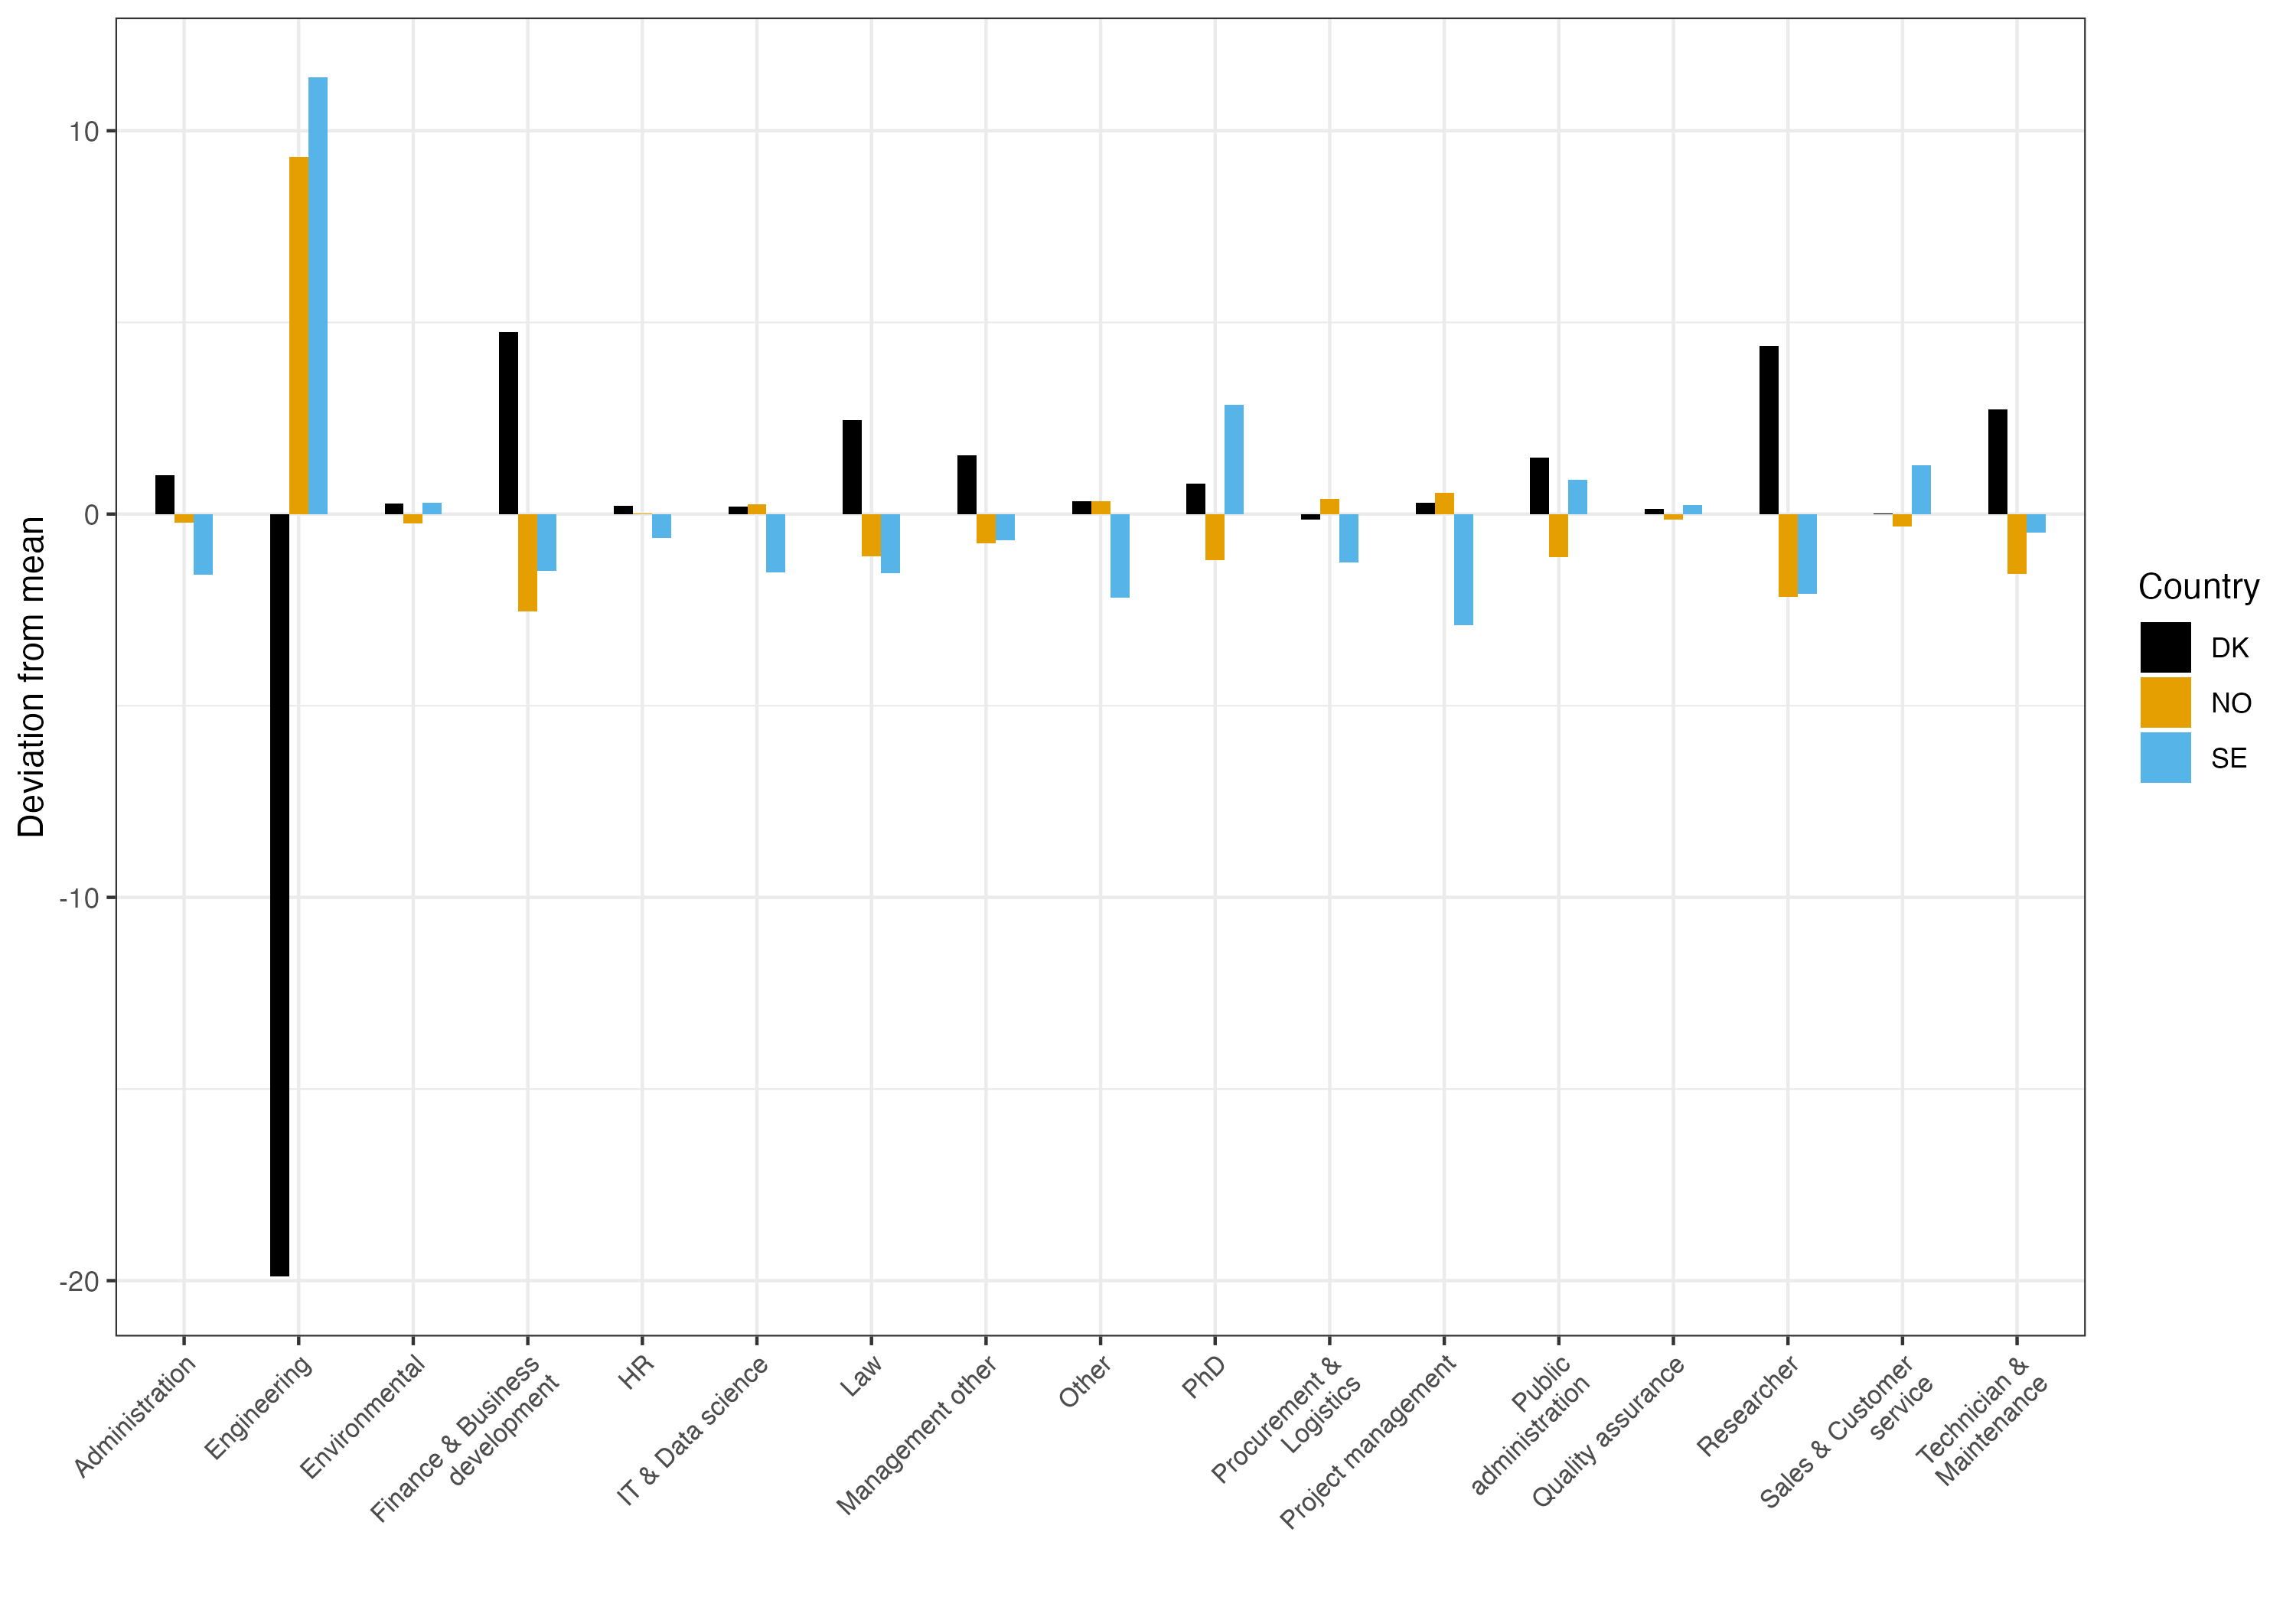 Deviation from mean
10
0
-10
-20
Administration
Engineering
Environmental
Finance & Business
development
HR
IT & Data science
Law
Management other
Other
PhD
Procurement &
Logistics
Project management
Public
administration
Quality assurance
Researcher
Sales & Customer
service
Technician &
Maintenance
Country
DK
NO
SE